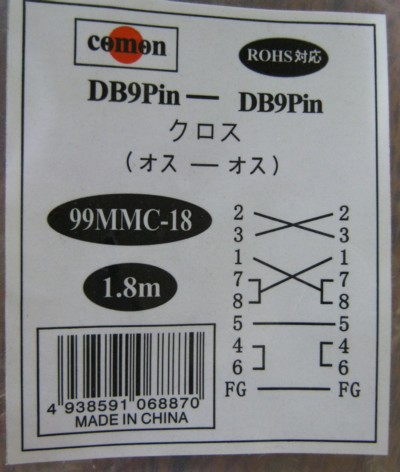 comon
ROHS対応
DB9Pin — DB9Pin
クロス
(オス — オス)
99MMC-18
1.8m
2 2
3 3
1 1
7 7
8 8
5 5
4 4
6 6
FG FG
4 938591 068870
MADE IN CHINA